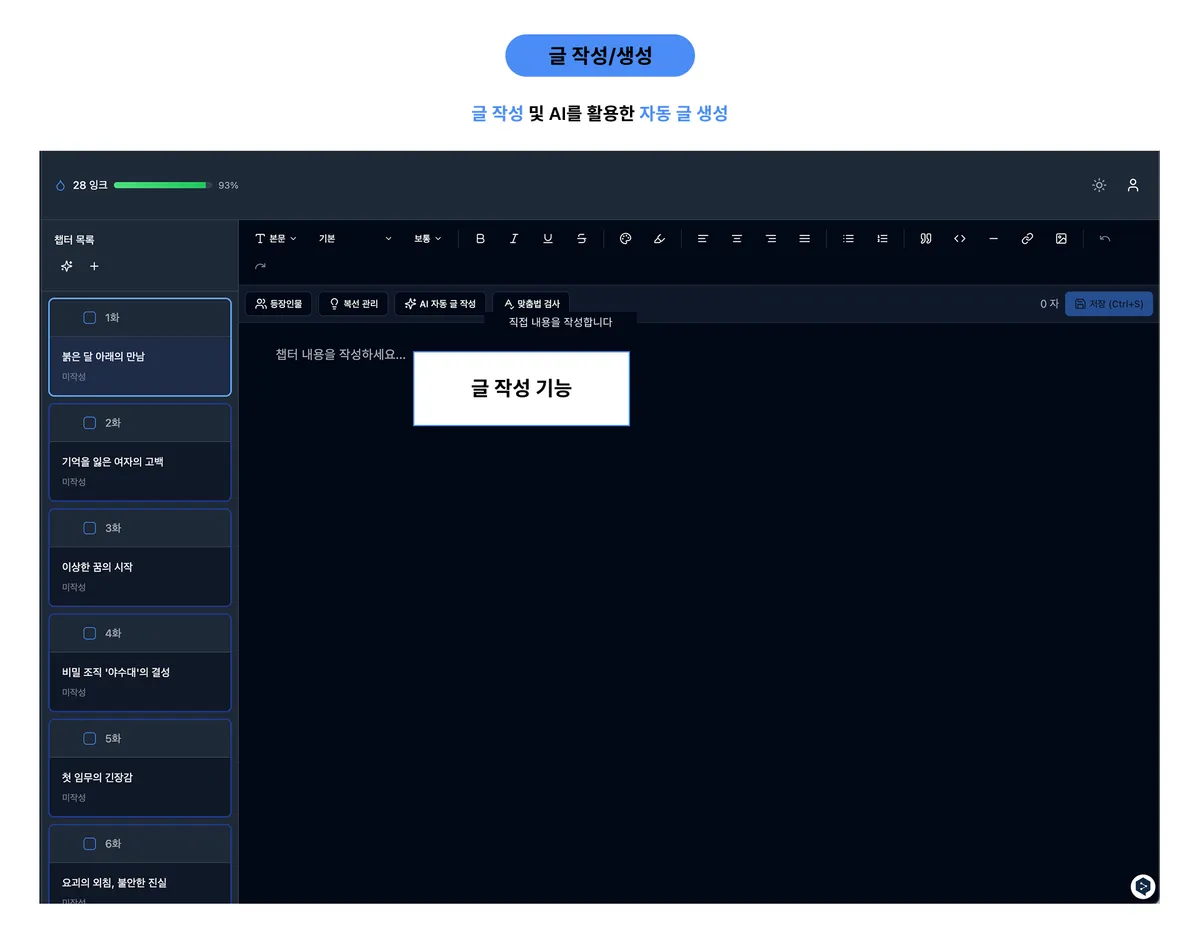 글 작성/생성
글 작성 및 AI를 활용한 자동 글 생성
28 잉크 93%
챕터 목록
본문 기본 보통
등장인물 복선 관리 AI 자동 글 작성 맞춤법 검사 0 자 저장 (Ctrl+S)
직접 내용을 작성합니다
챕터 내용을 작성하세요...
글 작성 기능
1화
붉은 달 아래의 만남
미작성
2화
기억을 잃은 여자의 고백
미작성
3화
이상한 꿈의 시작
미작성
4화
비밀 조직 '야수대'의 결성
미작성
5화
첫 임무의 긴장감
미작성
6화
요괴의 외침, 불안한 진실
미작성